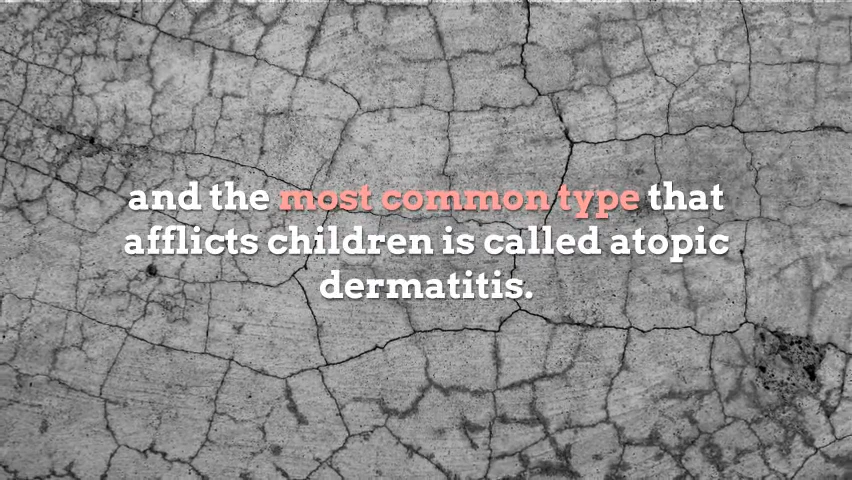 and the most common type that
afflicts children is called atopic
dermatitis.